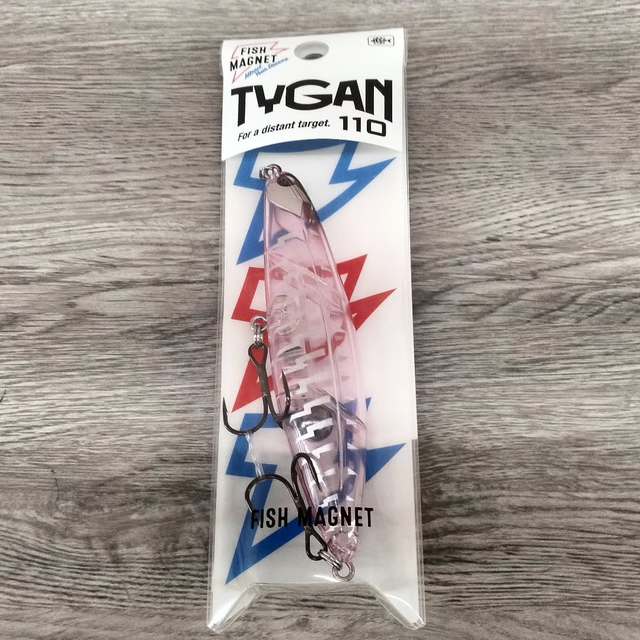 FISH
MAGNET
TYGAN
For a distant target. 110
FISH MAGNET